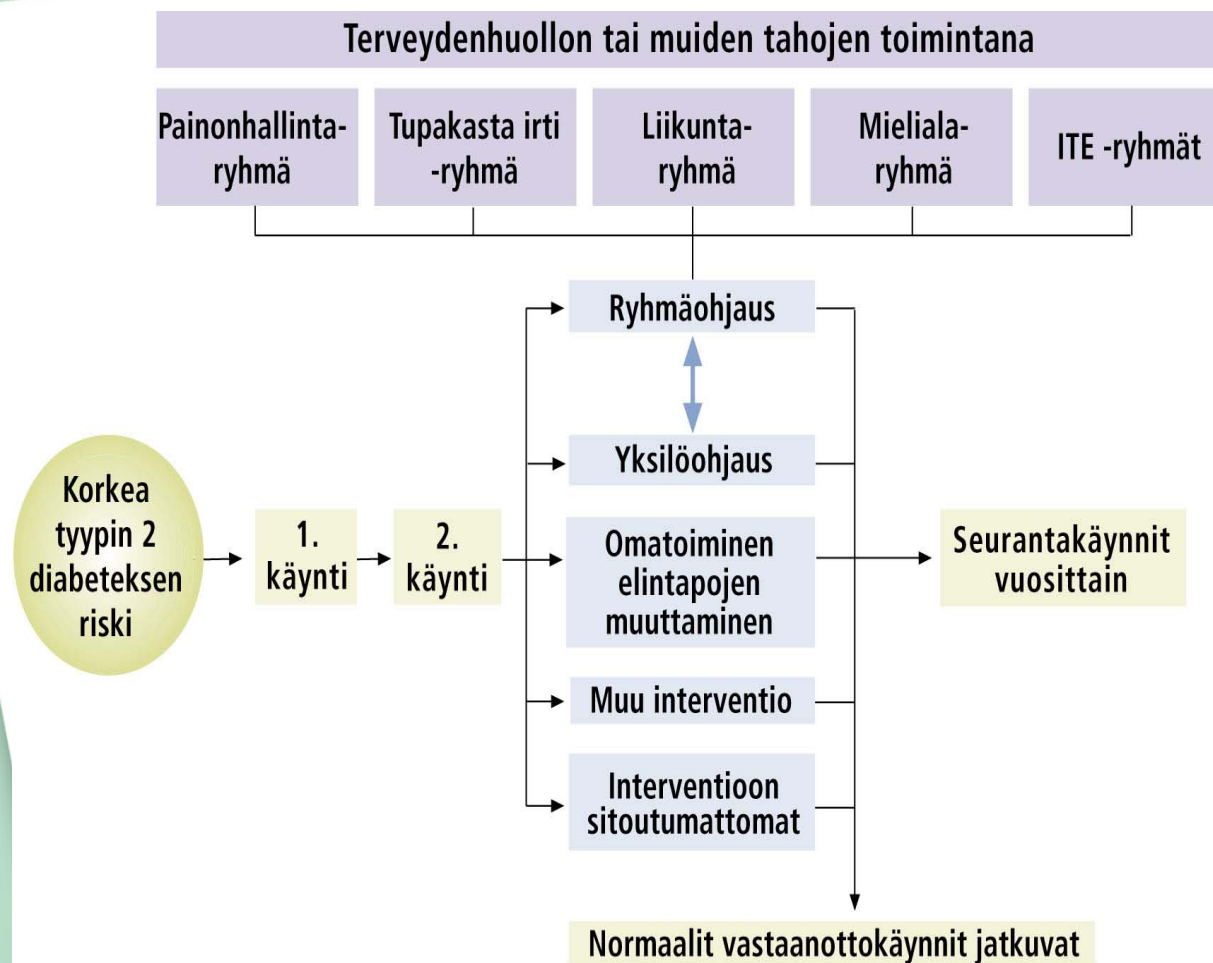 Terveydenhuollon tai muiden tahojen toimintana
Painonhallinta-
ryhmä
Tupakasta irti
-ryhmä
Liikunta-
ryhmä
Mieliala-
ryhmä
ITE -ryhmät
Ryhmäohjaus
Yksilöohjaus
Korkea
tyypin 2
diabeteksen
riski
1.
käynti
2.
käynti
Omatoiminen
elintapojen
muuttaminen
Seurantakäynnit
vuosittain
Muu interventio
Interventioon
sitoutumattomat
Normaalit vastaanottokäynnit jatkuvat